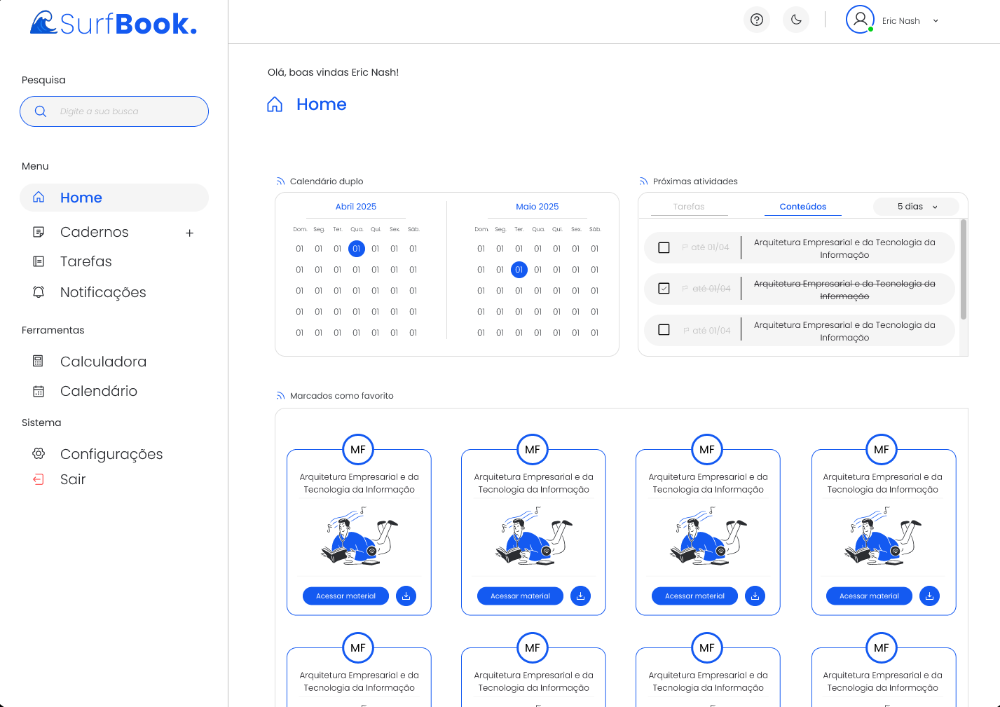 SurfBook.
Eric Nash
Pesquisa
Digite a sua busca
Menu
Home
Cadernos +
Tarefas
Notificações
Ferramentas
Calculadora
Calendário
Sistema
Configurações
Sair
Olá, boas vindas Eric Nash!
Home
Calendário duplo
Abril 2025
Dom. Seg. Ter. Qua. Qui. Sex. Sáb.
01 01 01 01 01 01 01
01 01 01 01 01 01 01
01 01 01 01 01 01 01
01 01 01 01 01 01 01
01 01 01 01 01 01 01
Maio 2025
Dom. Seg. Ter. Qua. Qui. Sex. Sáb.
01 01 01 01 01 01 01
01 01 01 01 01 01 01
01 01 01 01 01 01 01
01 01 01 01 01 01 01
01 01 01 01 01 01 01
Próximas atividades
Tarefas Conteúdos 5 dias
até 01/04
Arquitetura Empresarial e da Tecnologia da
Informação
até 01/04
Arquitetura Empresarial e da Tecnologia da
Informação
até 01/04
Arquitetura Empresarial e da Tecnologia da
Informação
Marcados como favorito
MF
Arquitetura Empresarial e da
Tecnologia da Informação
Acessar material
MF
Arquitetura Empresarial e da
Tecnologia da Informação
Acessar material
MF
Arquitetura Empresarial e da
Tecnologia da Informação
Acessar material
MF
Arquitetura Empresarial e da
Tecnologia da Informação
Acessar material
MF
Arquitetura Empresarial e da
Tecnologia da Informação
MF
Arquitetura Empresarial e da
Tecnologia da Informação
MF
Arquitetura Empresarial e da
Tecnologia da Informação
MF
Arquitetura Empresarial e da
Tecnologia da Informação